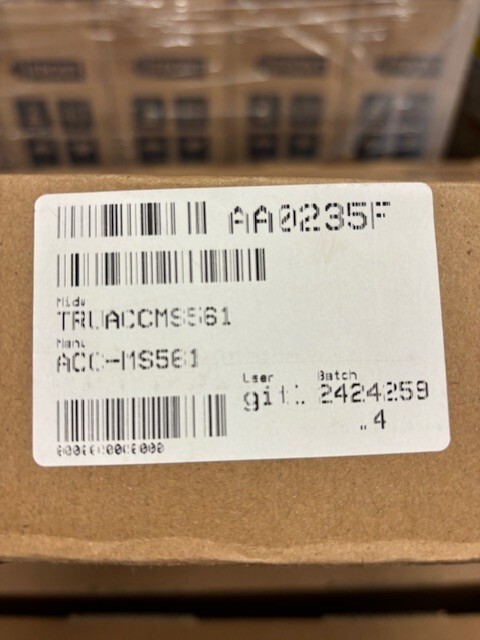 AA0235F
Midw
TRUACCMS561
Manu
ACC-MS561
User Batch
2424259
.4